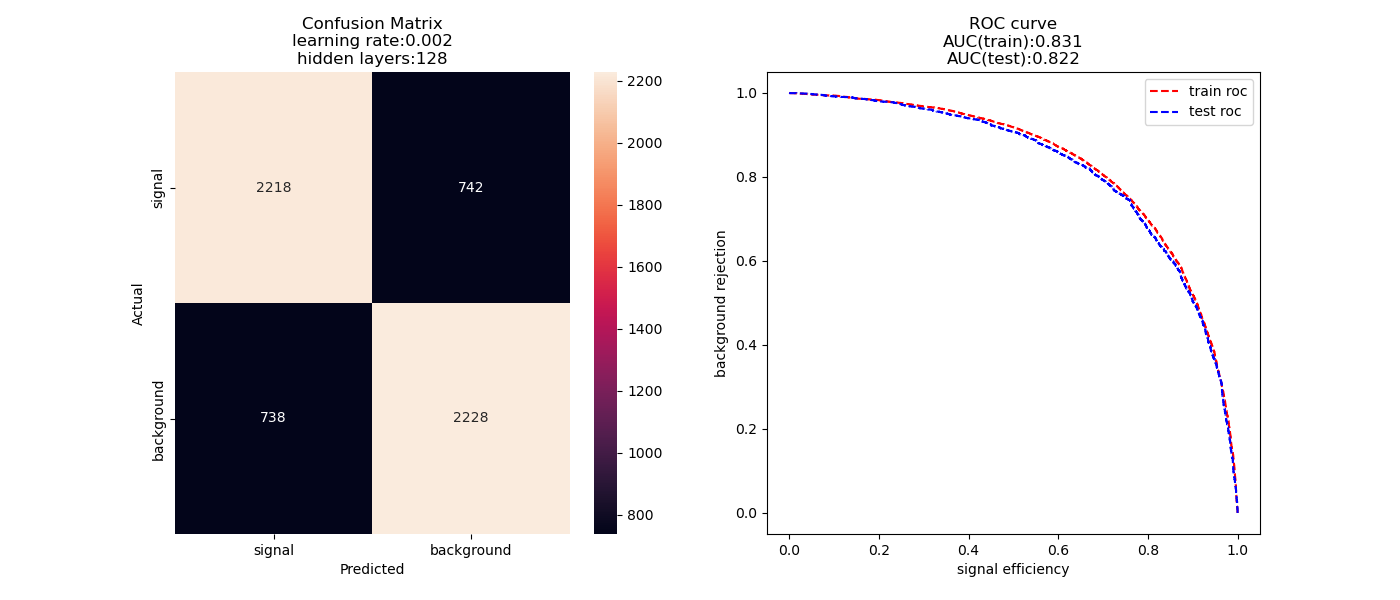 Confusion Matrix
learning rate:0.002
hidden layers:128
signal
background
Actual
2218
742
738
2228
signal
background
Predicted
2200
2000
1800
1600
1400
1200
1000
800
ROC curve
AUC(train):0.831
AUC(test):0.822
train roc
test roc
1.0
0.8
0.6
0.4
0.2
0.0
background rejection
0.0
0.2
0.4
0.6
0.8
1.0
signal efficiency